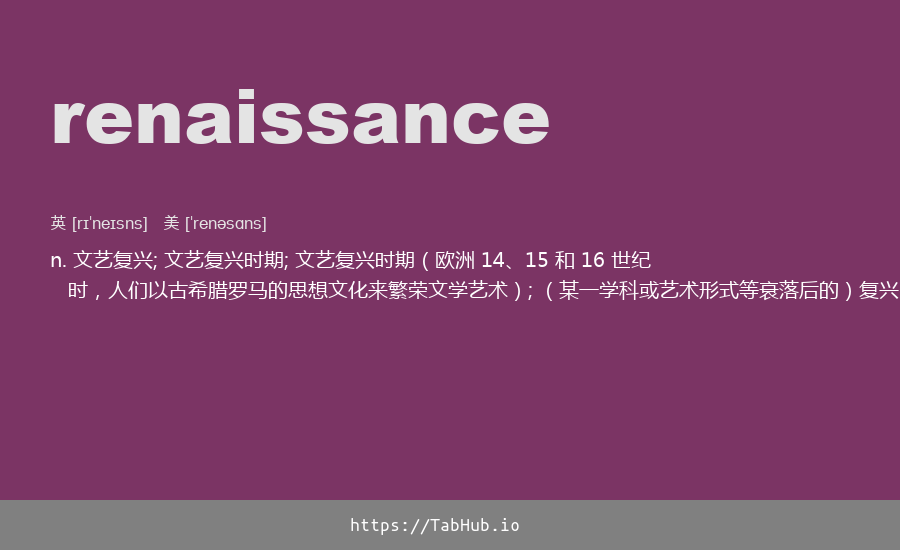 renaissance
英 [rɪˈneɪsns]   美 [ˈrenəsɑns]
n. 文艺复兴; 文艺复兴时期; 文艺复兴时期 ( 欧洲 14、15 和 16 世纪
时，人们以古希腊罗马的思想文化来繁荣文学艺术 ) ; （某一学科或艺术形式等衰落后的 ) 复兴
https://TabHub.io